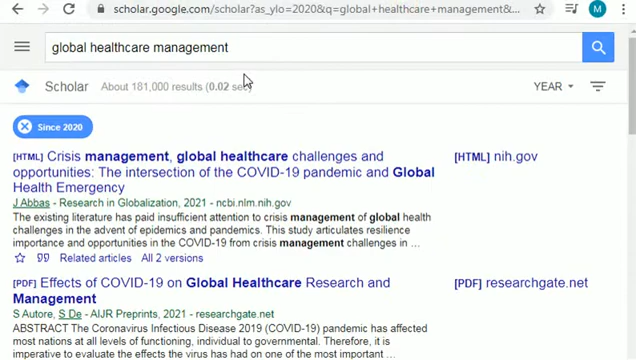 scholar.google.com/scholar?as_ylo=2020&q=global+healthcare+management&...
M
global healthcare management
Scholar About 181,000 results (0.02 sec) YEAR
Since 2020
[HTML] Crisis management, global healthcare challenges and [HTML] nih.gov
opportunities: The intersection of the COVID-19 pandemic and Global
Health Emergency
J Abbas - Research in Globalization, 2021 - ncbi.nlm.nih.gov
The existing literature has paid insufficient attention to crisis management of global health
challenges in the advent of epidemics and pandemics. This study articulates resilience
importance and opportunities in the COVID-19 from crisis management challenges in ...
Related articles All 2 versions
[PDF] Effects of COVID-19 on Global Healthcare Research and [PDF] researchgate.net
Management
S Autore, S De - AIJR Preprints, 2021 - researchgate.net
ABSTRACT The Coronavirus Infectious Disease 2019 (COVID-19) pandemic has affected
most nations at all levels of functioning, individual to governmental. Therefore, it is
imperative to evaluate the effects the virus has had on one of the most important ...